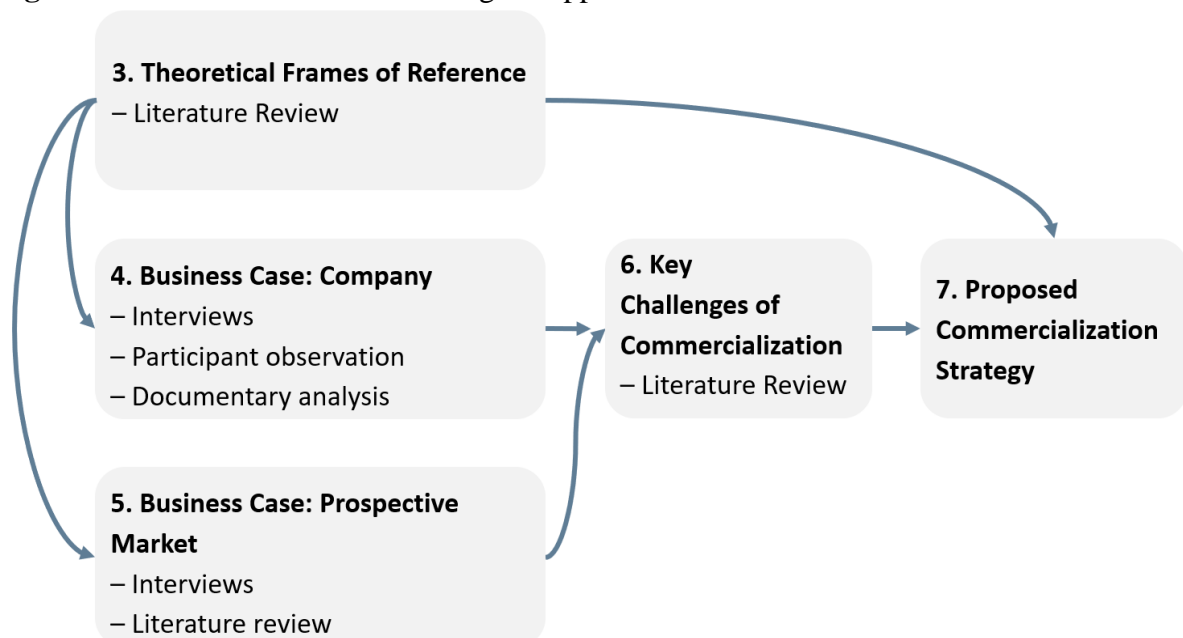 3. Theoretical Frames of Reference
– Literature Review
4. Business Case: Company
– Interviews
– Participant observation
– Documentary analysis
5. Business Case: Prospective
Market
– Interviews
– Literature review
6. Key
Challenges of
Commercialization
– Literature Review
7. Proposed
Commercialization
Strategy